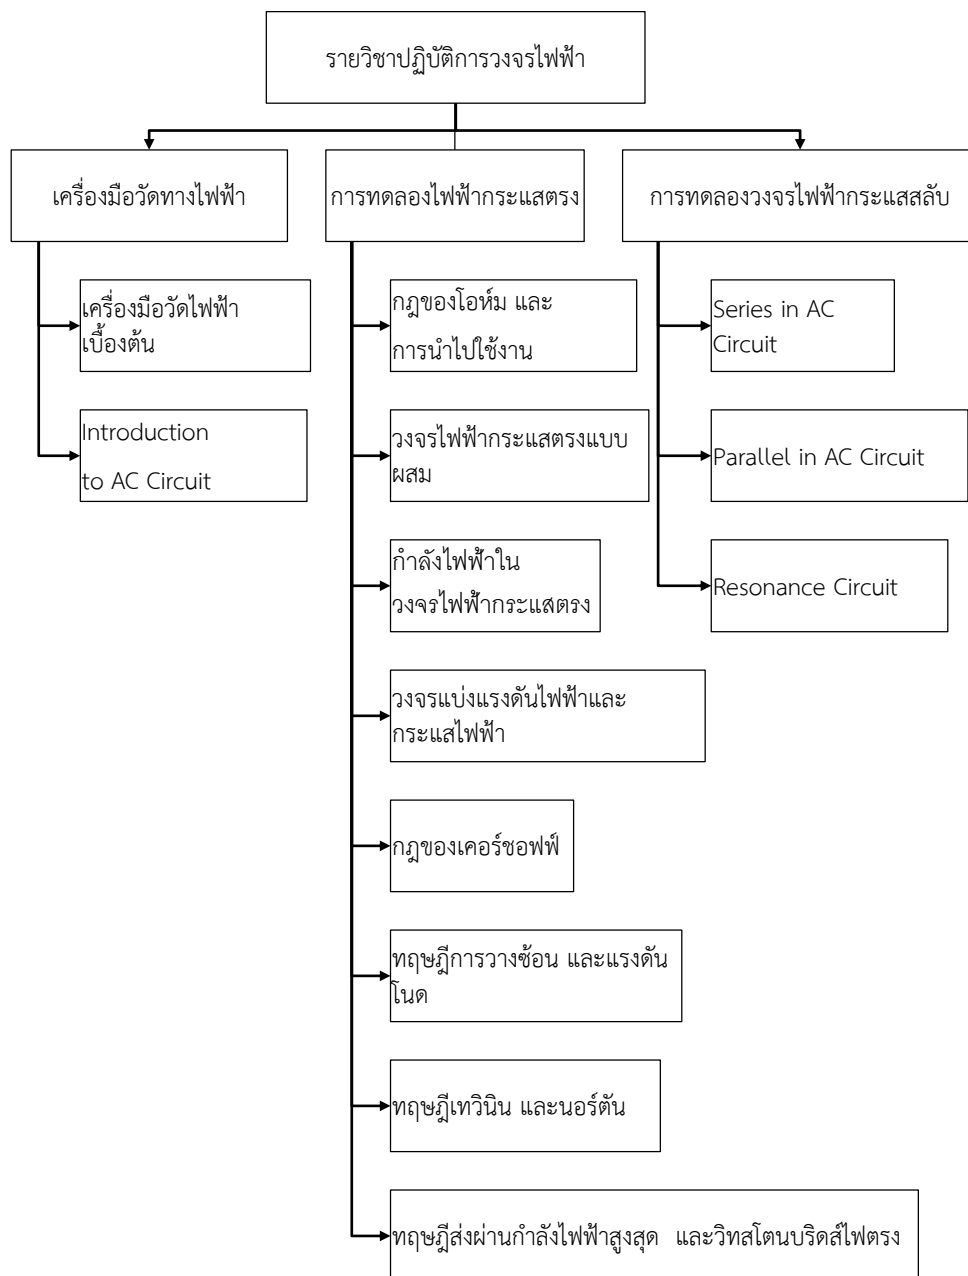 รายวิชาปฏิบัติการวงจรไฟฟ้า
เครื่องมือวัดทางไฟฟ้า
การทดลองไฟฟ้ากระแสตรง
การทดลองวงจรไฟฟ้ากระแสสลับ
เครื่องมือวัดไฟฟ้า
เบื้องต้น
Introduction
to AC Circuit
กฎของโอห์ม และ
การนำไปใช้งาน
วงจรไฟฟ้ากระแสตรงแบบ
ผสม
กำลังไฟฟ้าใน
วงจรไฟฟ้ากระแสตรง
วงจรแบ่งแรงดันไฟฟ้าและ
กระแสไฟฟ้า
กฎของเคอร์ชอฟฟ์
ทฤษฎีการวางซ้อน และแรงดัน
โนด
ทฤษฎีเทวินิน และนอร์ตัน
ทฤษฎีส่งผ่านกำลังไฟฟ้าสูงสุด และวิทสโตนบริดส์ไฟตรง
Series in AC
Circuit
Parallel in AC Circuit
Resonance Circuit